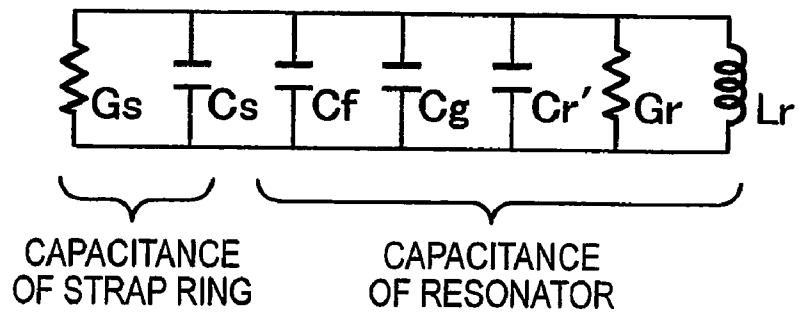 Gs Cs Cf Cg Cr′ Gr Lr
CAPACITANCE
OF STRAP RING
CAPACITANCE
OF RESONATOR